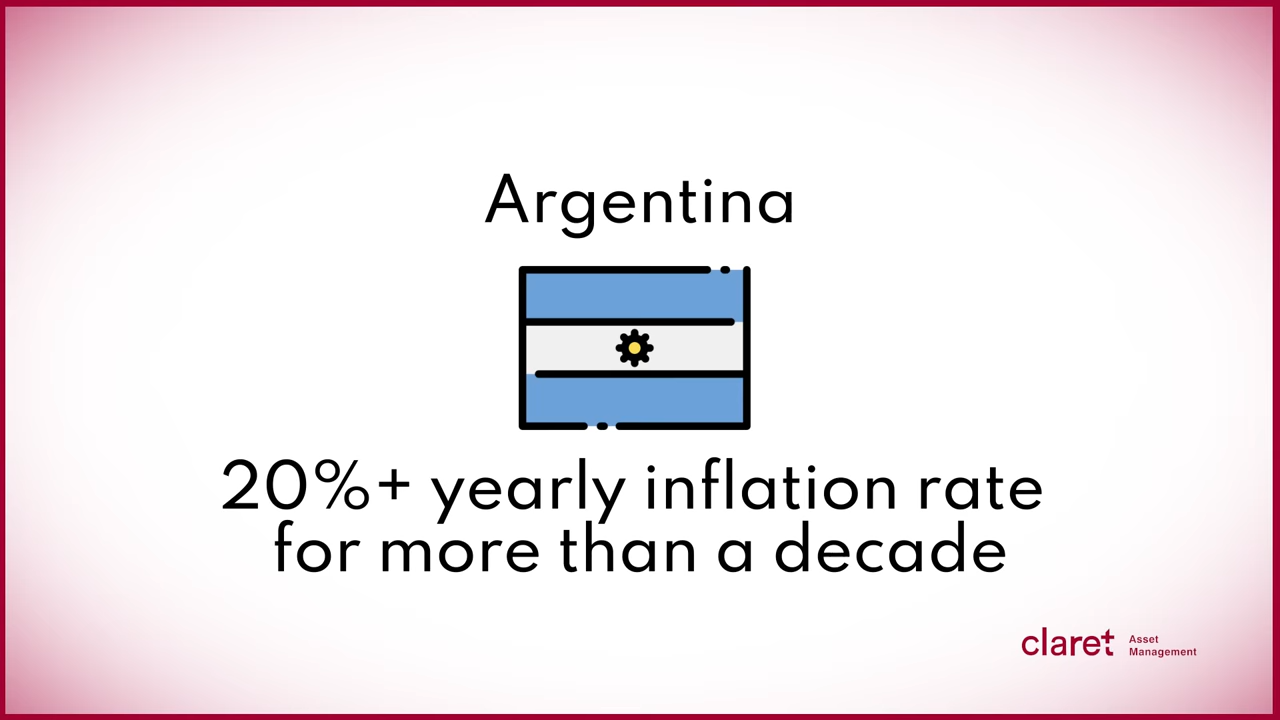 Argentina
20%+ yearly inflation rate
for more than a decade
claret
Asset
Management